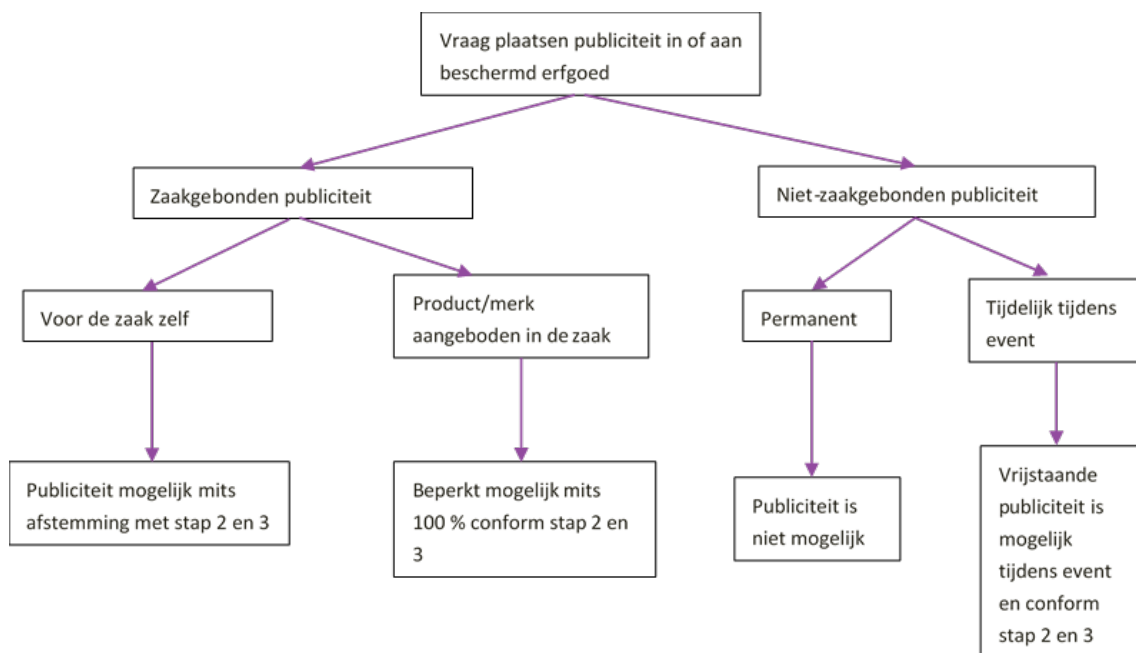 Vraag plaatsen publiciteit in of aan
beschermd erfgoed
Zaakgebonden publiciteit
Niet-zaakgebonden publiciteit
Voor de zaak zelf
Product/merk
aangeboden in de zaak
Permanent
Tijdelijk tijdens
event
Publiciteit mogelijk mits
afstemming met stap 2 en 3
Beperkt mogelijk mits
100 % conform stap 2 en
3
Publiciteit is
niet mogelijk
Vrijstaande
publiciteit is
mogelijk
tijdens event
en conform
stap 2 en 3